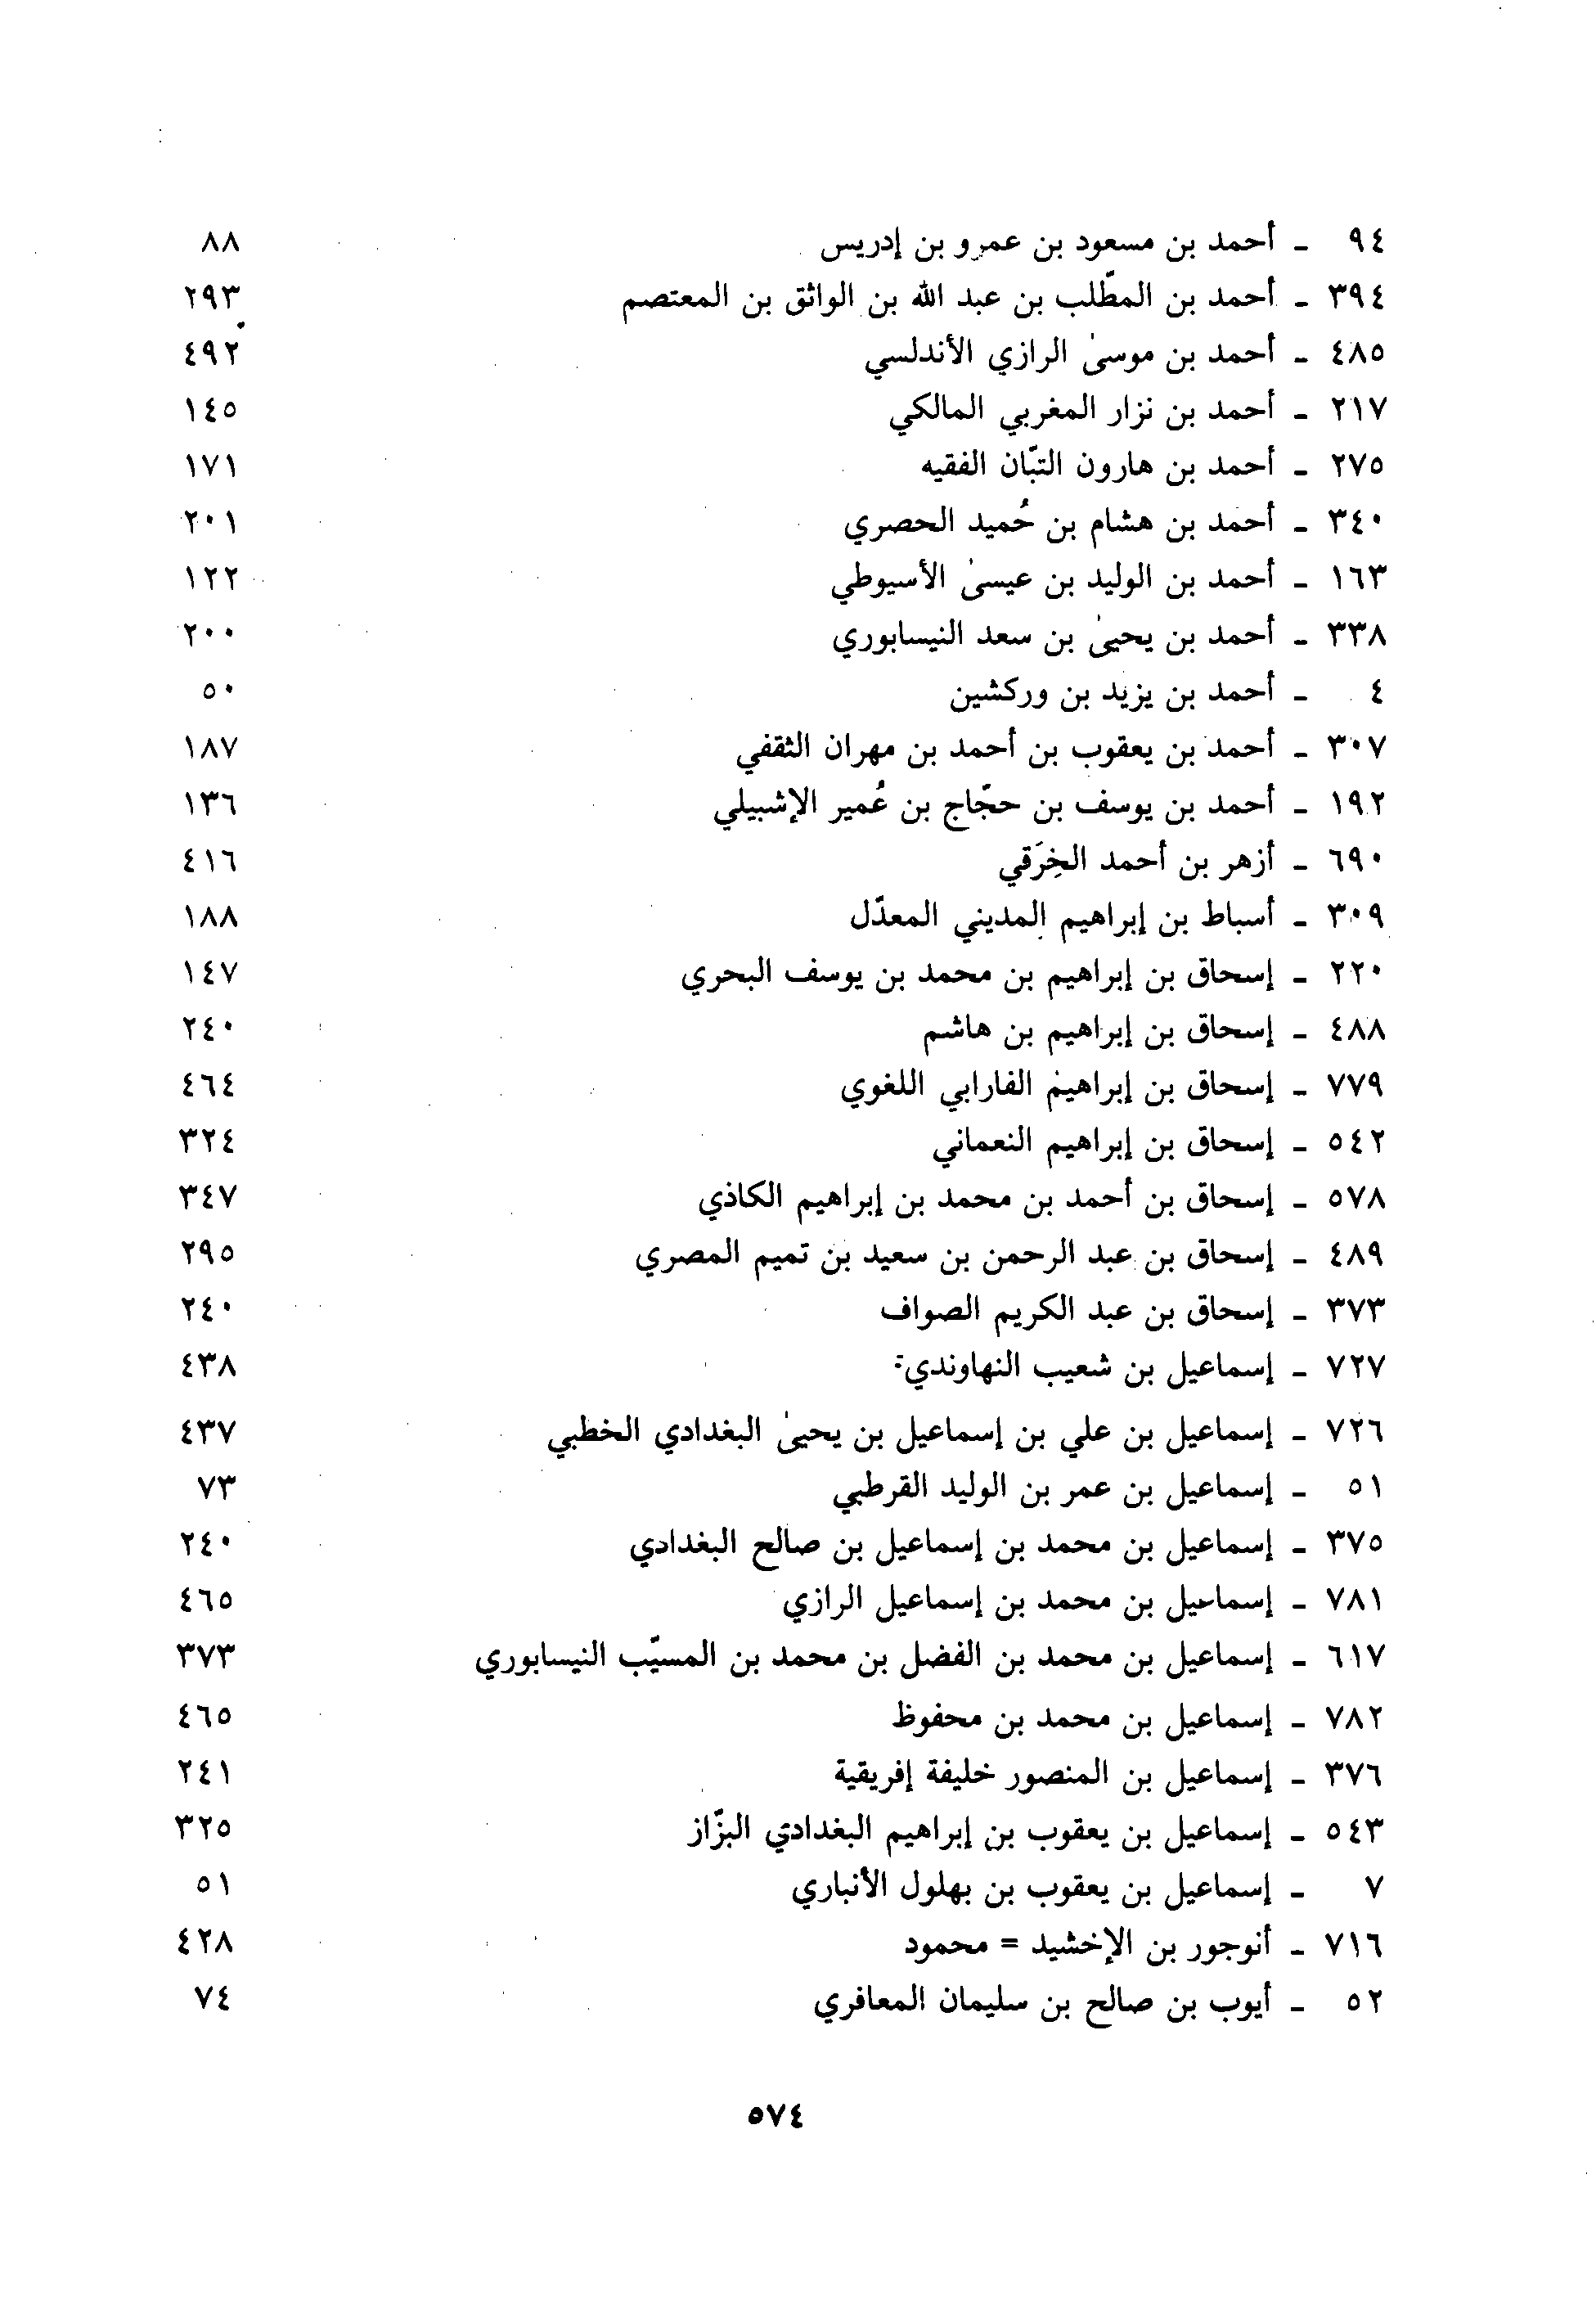 ٩٤ - أحمد بن مسعود بن عمرو بن إدريس ٨٨
٣٩٤ - أحمد بن المطّلب بن عبد الله بن الواثق بن المعتصم ٢٩٣
٤٨٥ - أحمد بن موسىٰ الرازي الأندلسي ٤٩٢
٢١٧ - أحمد بن نزار المغربي المالكي ١٤٥
٢٧٥ - أحمد بن هارون التبّان الفقيه ١٧١
٣٤٠ - أحمد بن هشام بن حُميد الحصري ٢٠١
١٦٣ - أحمد بن الوليد بن عيسىٰ الأسيوطي ١٢٢
٣٣٨ - أحمد بن يحيىٰ بن سعد النيسابوري ٢٠٠
٤ - أحمد بن يزيد بن وركشين ٥٠
٣٠٧ - أحمد بن يعقوب بن أحمد بن مهران الثقفي ١٨٧
١٩٢ - أحمد بن يوسف بن حجّاج بن عُمير الإشبيلي ١٣٦
٦٩٠ - أزهر بن أحمد الخِرَقي ٤١٦
٣٠٩ - أسباط بن إبراهيم المديني المعدّل ١٨٨
٢٢٠ - إسحاق بن إبراهيم بن محمد بن يوسف البحري ١٤٧
٤٨٨ - إسحاق بن إبراهيم بن هاشم ٢٤٠
٧٧٩ - إسحاق بن إبراهيم الفارابي اللغوي ٤٦٤
٥٤٢ - إسحاق بن إبراهيم النعماني ٣٢٤
٥٧٨ - إسحاق بن أحمد بن محمد بن إبراهيم الكاذي ٣٤٧
٤٨٩ - إسحاق بن عبد الرحمن بن سعيد بن تميم المصري ٢٩٥
٣٧٣ - إسحاق بن عبد الكريم الصواف ٢٤٠
٧٢٧ - إسماعيل بن شعيب النهاوندي ٤٣٨
٧٢٦ - إسماعيل بن علي بن إسماعيل بن يحيىٰ البغدادي الخطبي ٤٣٧
٥١ - إسماعيل بن عمر بن الوليد القرطبي ٧٣
٣٧٥ - إسماعيل بن محمد بن إسماعيل بن صالح البغدادي ٢٤٠
٧٨١ - إسماعيل بن محمد بن إسماعيل الرازي ٤٦٥
٦١٧ - إسماعيل بن محمد بن الفضل بن محمد بن المسيّب النيسابوري ٣٧٣
٧٨٢ - إسماعيل بن محمد بن محفوظ ٤٦٥
٣٧٦ - إسماعيل بن المنصور خليفة إفريقية ٢٤١
٥٤٣ - إسماعيل بن يعقوب بن إبراهيم البغدادي البزّاز ٣٢٥
٧ - إسماعيل بن يعقوب بن بهلول الأنباري ٥١
٧١٦ - أنوجور بن الإخشيد = محمود ٤٢٨
٥٢ - أيوب بن صالح بن سليمان المعافري ٧٤
٥٧٤